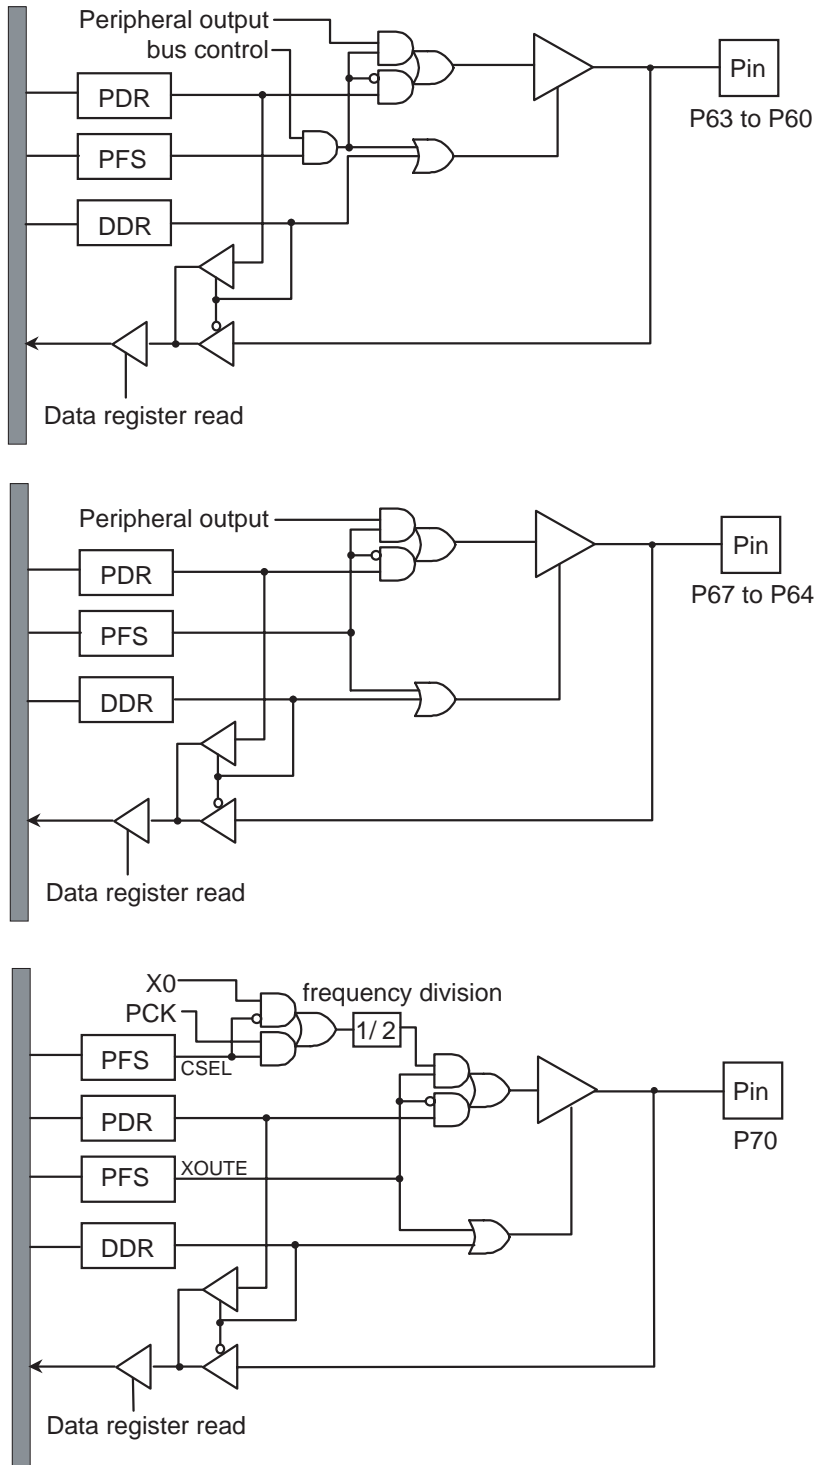 Peripheral output
bus control
PDR
PFS
DDR
Pin
P63 to P60
Data register read
Peripheral output
PDR
PFS
DDR
Pin
P67 to P64
Data register read
X0
PCK
frequency division
1/2
PFS
CSEL
PDR
PFS
XOUTE
DDR
Pin
P70
Data register read